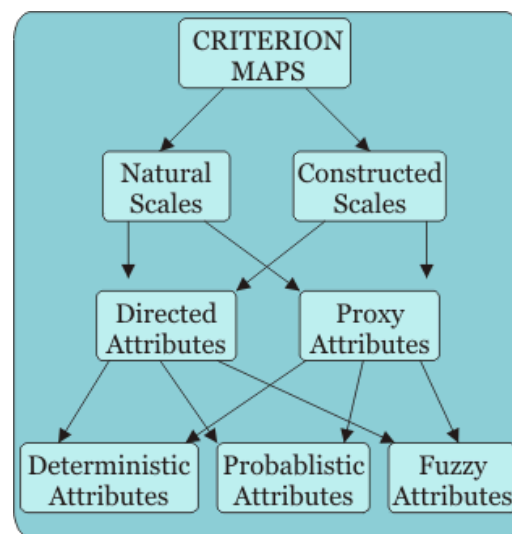 CRITERION
MAPS
Natural
Scales
Constructed
Scales
Directed
Attributes
Proxy
Attributes
Deterministic
Attributes
Probablistic
Attributes
Fuzzy
Attributes